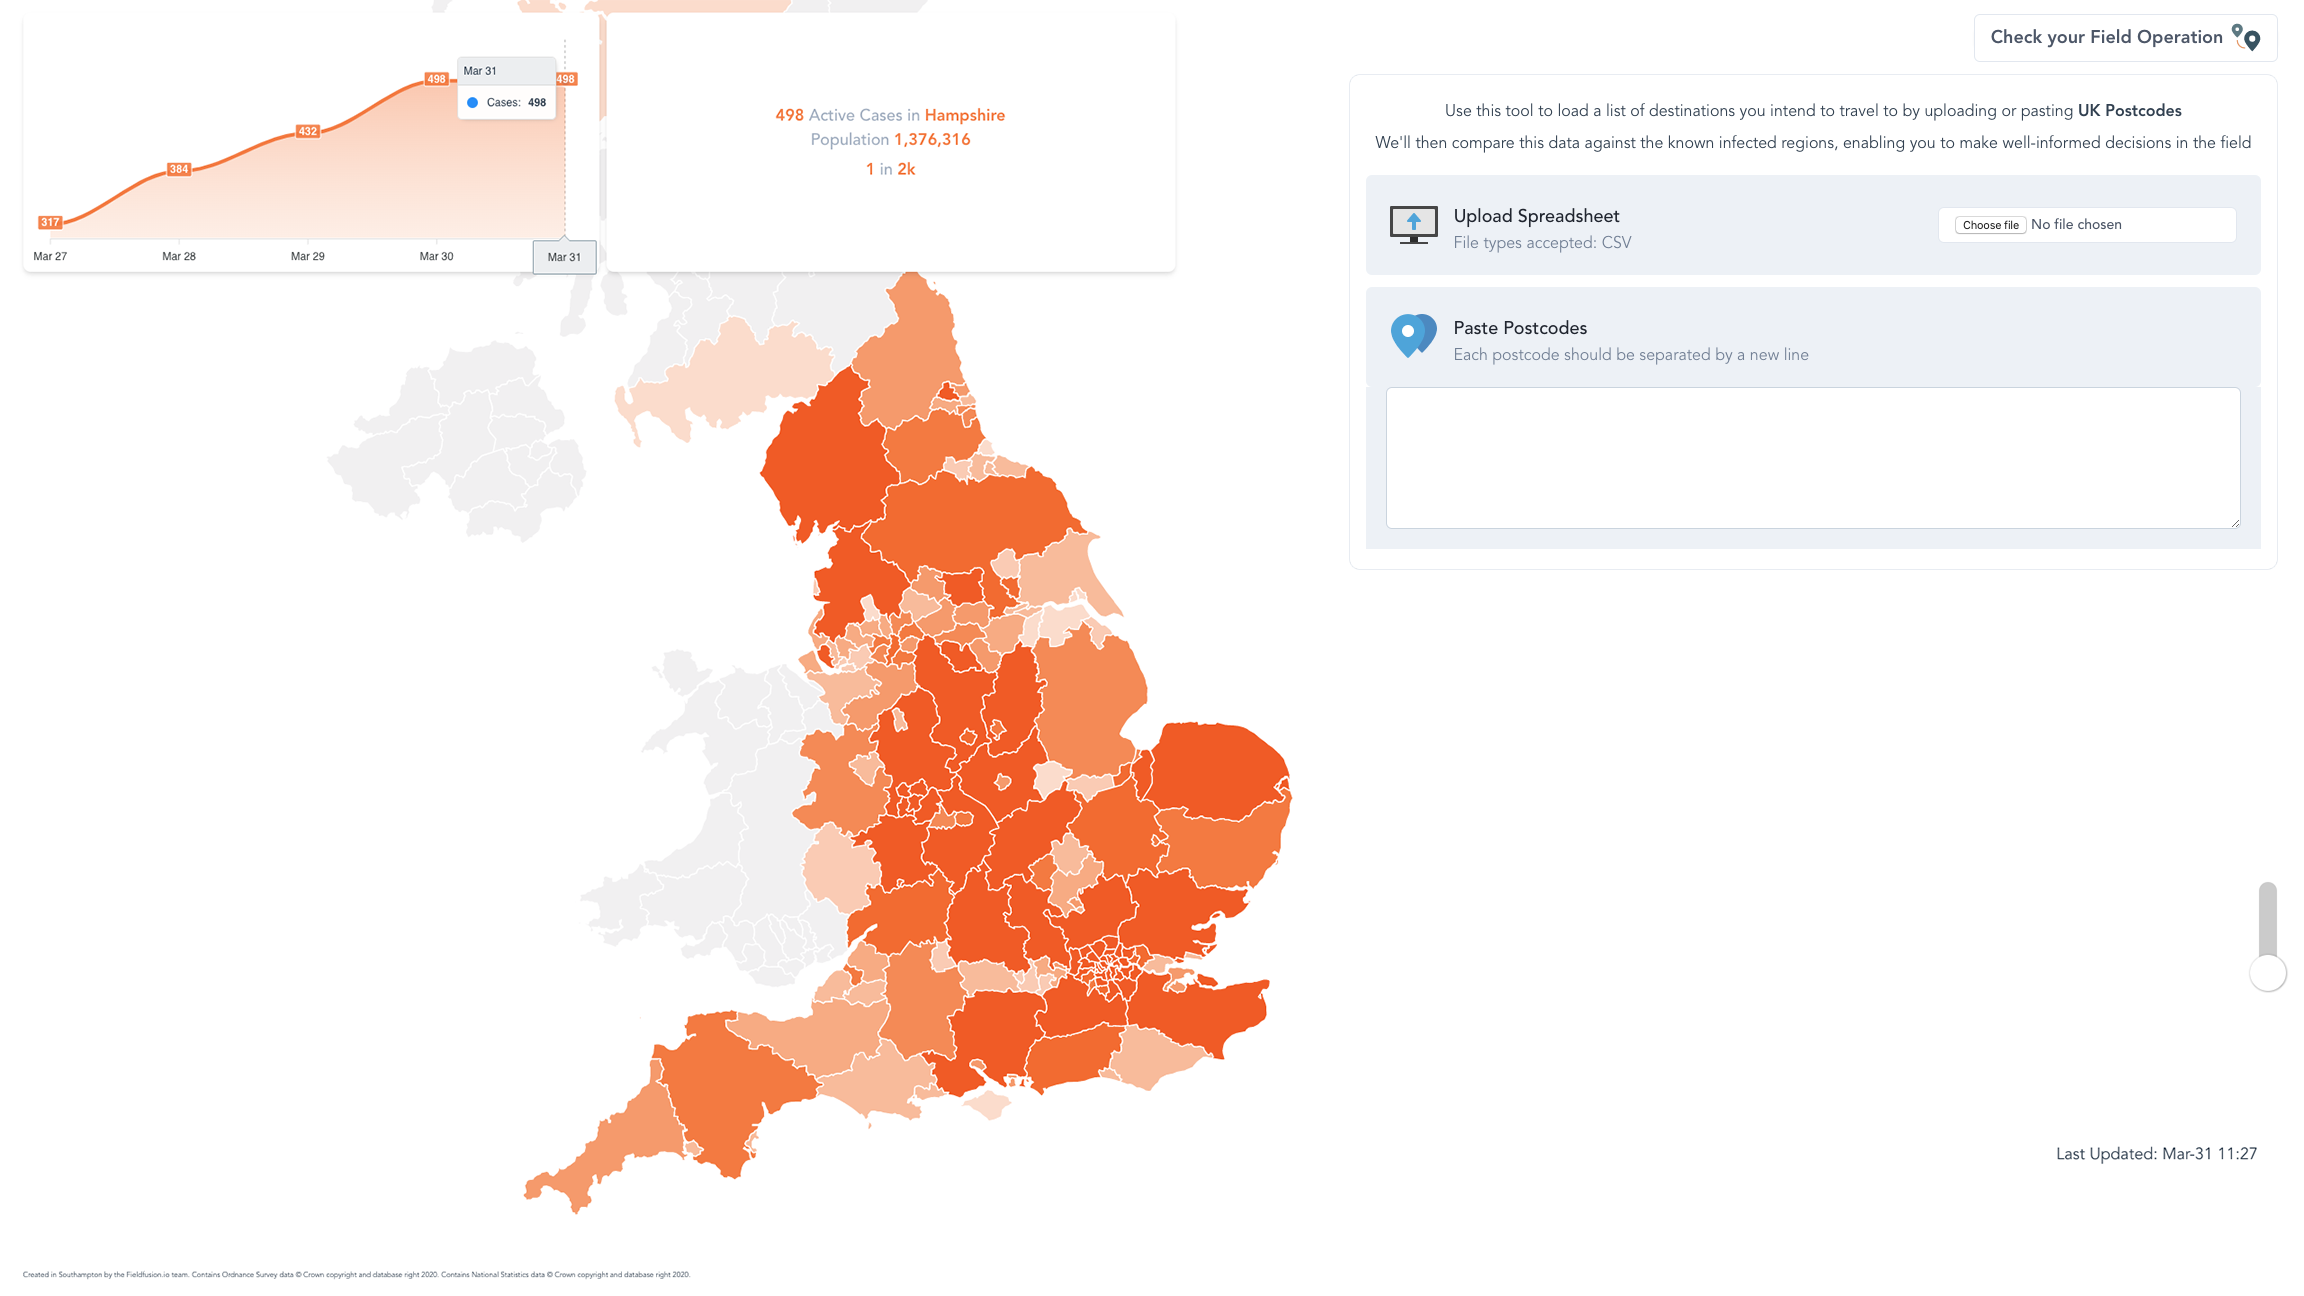 Check your Field Operation
Mar 31
Cases: 498
317
384
432
498
498
Mar 27
Mar 28
Mar 29
Mar 30
Mar 31
498 Active Cases in Hampshire
Population 1,376,316
1 in 2k
Use this tool to load a list of destinations you intend to travel to by uploading or pasting UK Postcodes
We'll then compare this data against the known infected regions, enabling you to make well-informed decisions in the field
Upload Spreadsheet
File types accepted: CSV
Choose file No file chosen
Paste Postcodes
Each postcode should be separated by a new line
Last Updated: Mar-31 11:27
Created in Southampton by the Fieldfusion.io team. Contains Ordnance Survey data © Crown copyright and database right 2020. Contains National Statistics data © Crown copyright and database right 2020.